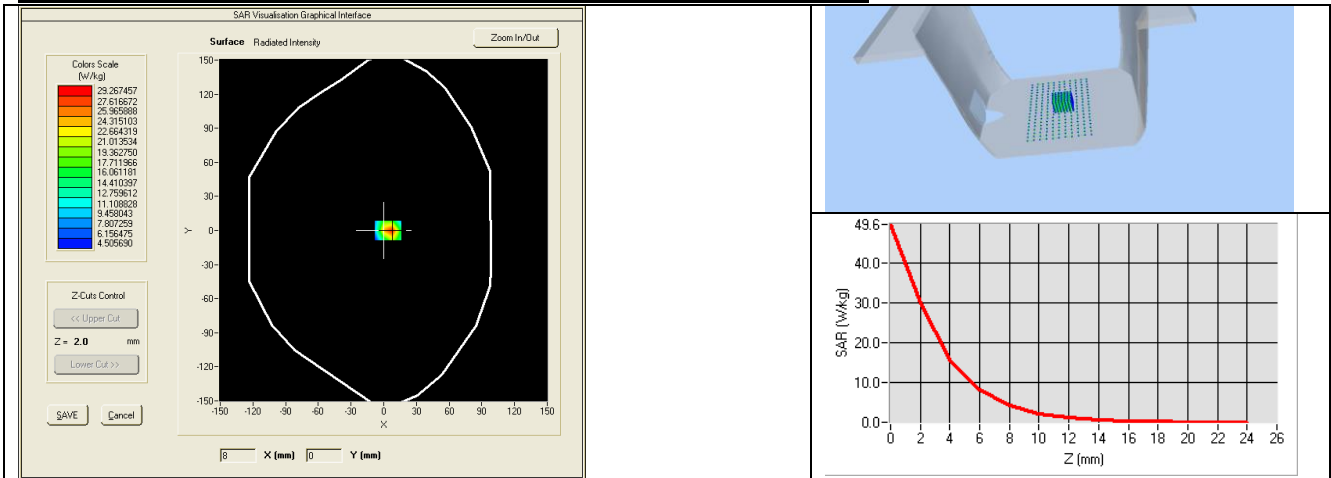 SAR Visualisation Graphical Interface
Surface Radiated Intensity
Zoom In/Out
Colors Scale
(W/kg)
29.267457
27.616672
25.965888
24.315103
22.664319
21.013534
19.362750
17.711966
16.061181
14.410397
12.759612
11.108828
9.458043
7.807259
6.156475
4.505690
Z-Cuts Control
<< Upper Cut
Z = 2.0 mm
Lower Cut >>
SAVE Cancel
150
120
90
60
30
0
-30
-60
-90
-120
-150
Y
-150 -120 -90 -60 -30 0 30 60 90 120 150
X
8 X (mm) 0 Y (mm)
49.6
40.0
30.0
20.0
10.0
0.0
SAR (W/kg)
0 2 4 6 8 10 12 14 16 18 20 22 24 26
Z (mm)